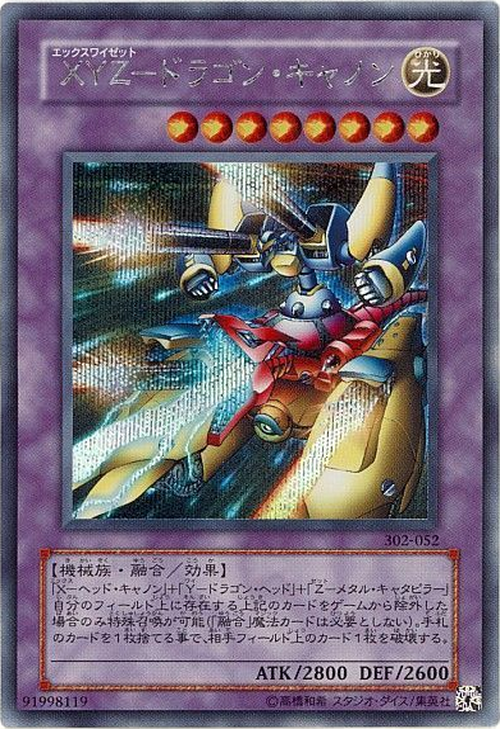 エックスワイゼット
XYZ－ドラゴン・キャノン
ひかり
光
302-052
【機械族・融合／効果】
「X－ヘッド・キャノン」＋「Y－ドラゴン・ヘッド」＋「Z－メタル・キャタピラー」
自分のフィールド上に存在する上記のカードをゲームから除外した
場合のみ特殊召喚が可能（「融合」魔法カードは必要としない）。手札
のカードを１枚捨てる事で、相手フィールド上のカード１枚を破壊する。
ATK/2800 DEF/2600
91998119
©高橋和希 スタジオ・ダイス/集英社